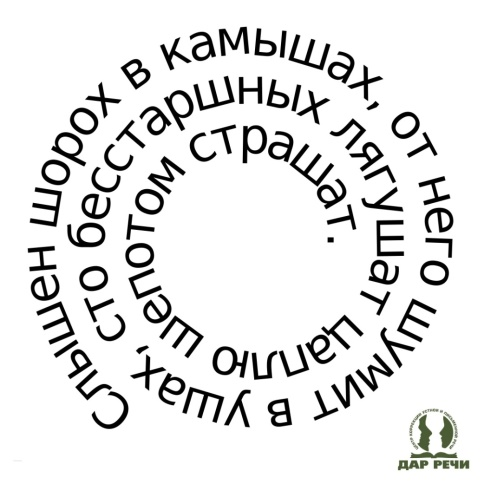 Слышен шорох в камышах, от него шумит в ушах, сто бесстаршных лягушат цаплю шепотом страшат.
ДАР РЕЧИ